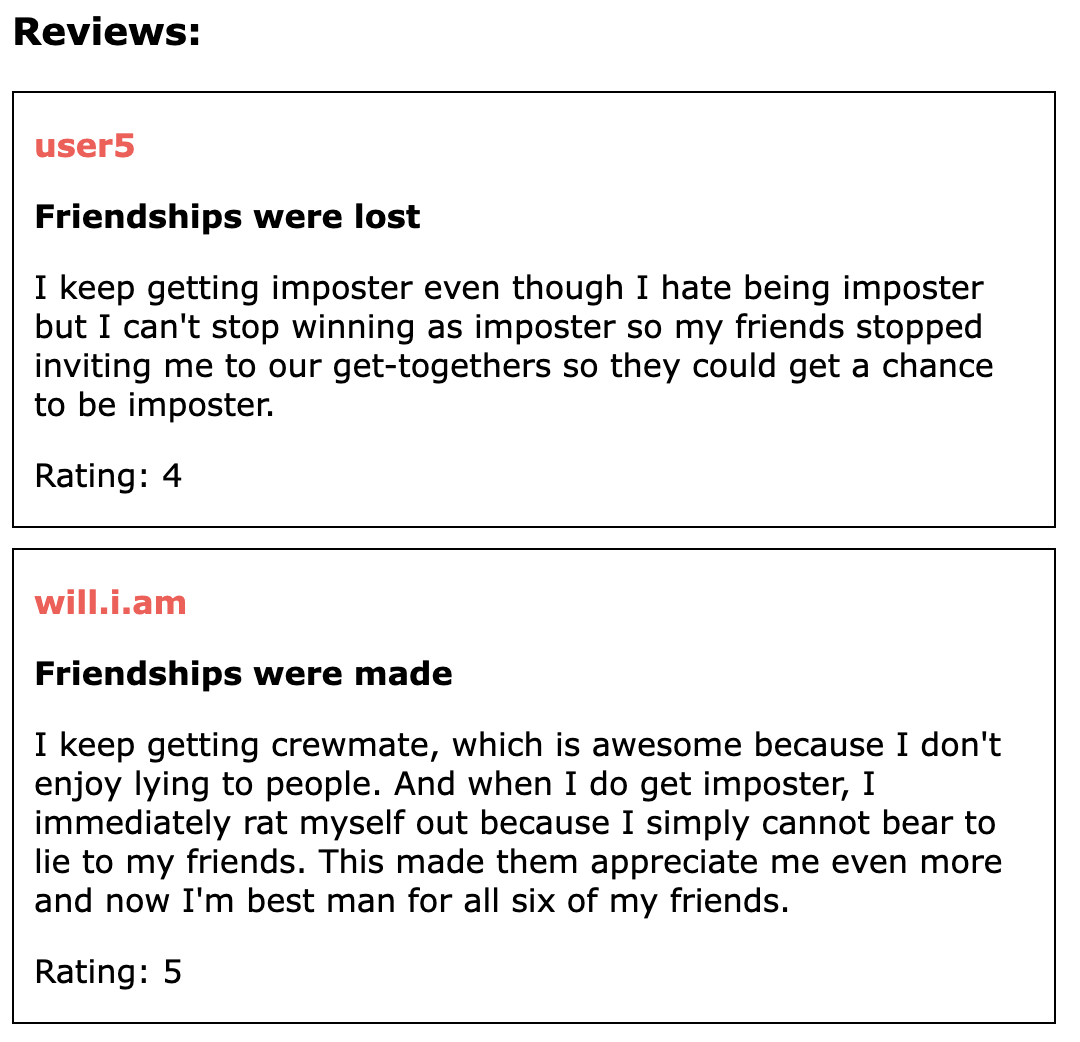 Reviews:
user5
Friendships were lost
I keep getting imposter even though I hate being imposter
but I can't stop winning as imposter so my friends stopped
inviting me to our get-togethers so they could get a chance
to be imposter.
Rating: 4
will.i.am
Friendships were made
I keep getting crewmate, which is awesome because I don't
enjoy lying to people. And when I do get imposter, I
immediately rat myself out because I simply cannot bear to
lie to my friends. This made them appreciate me even more
and now I'm best man for all six of my friends.
Rating: 5